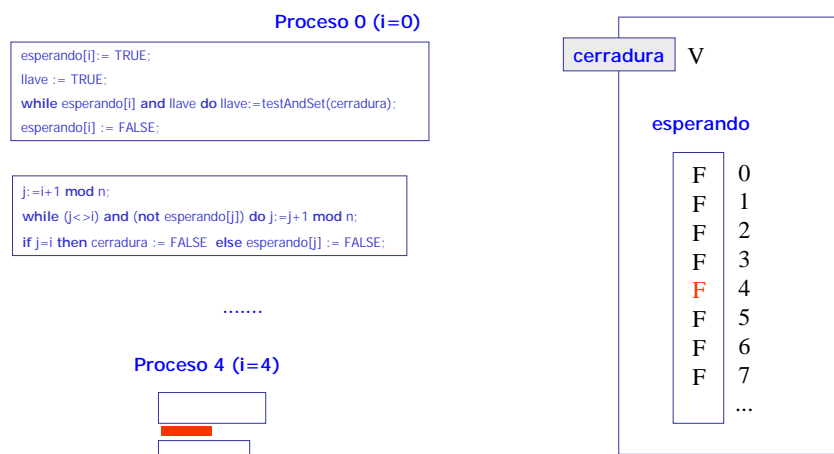 Proceso 0 (i=0)
esperando[i]:= TRUE;
llave := TRUE;
while esperando[i] and llave do llave:=testAndSet(cerradura);
esperando[i] := FALSE;
j:=i+1 mod n;
while (j<>i) and (not esperando[j]) do j:=j+1 mod n;
if j=i then cerradura := FALSE else esperando[j] := FALSE;
.......
Proceso 4 (i=4)
cerradura V
esperando
F 0
F 1
F 2
F 3
F 4
F 5
F 6
F 7
...